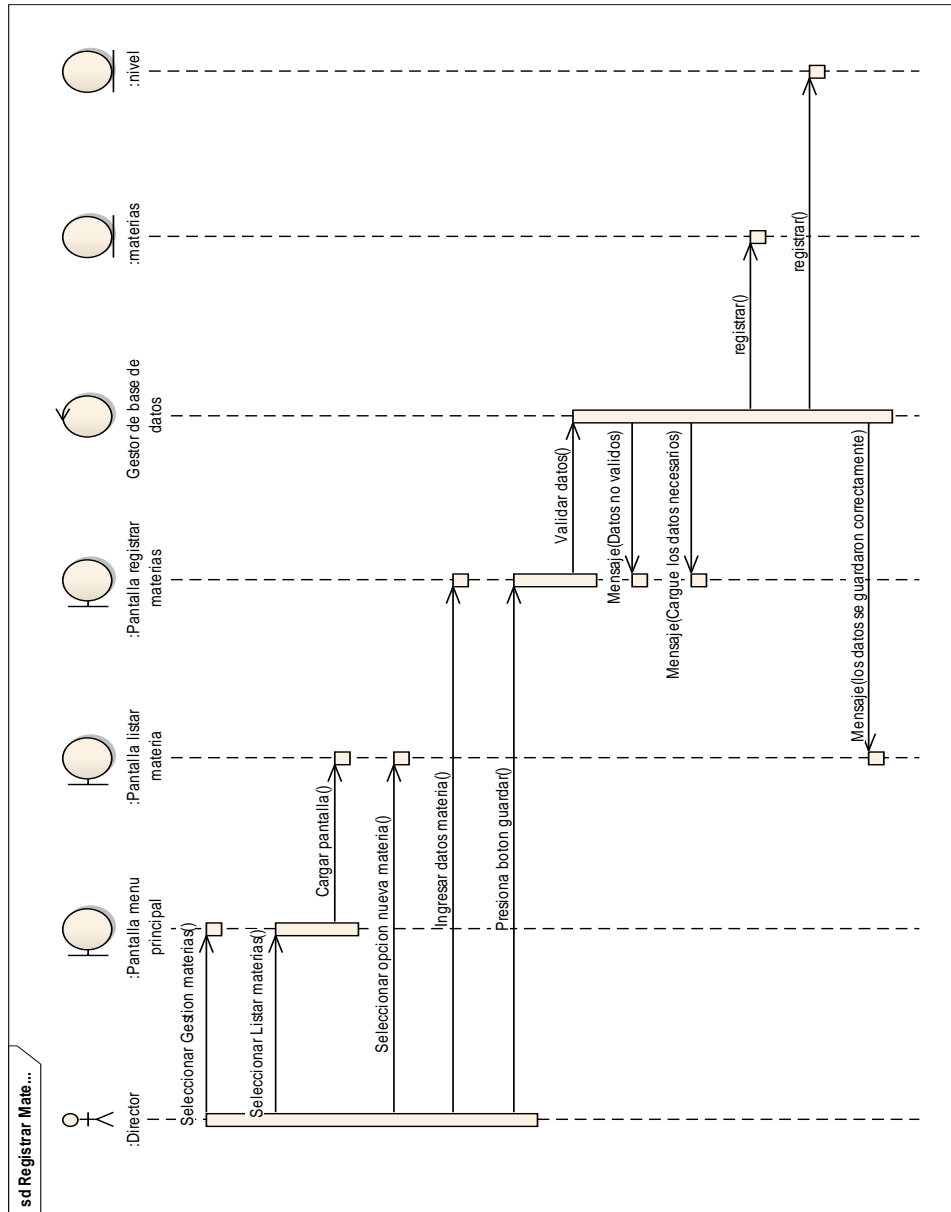 sd Registrar Mate...
:Director
:Pantalla menu
principal
:Pantalla listar
materia
:Pantalla registrar
materias
Gestor de base de
datos
:materias
:nivel
Seleccionar Gestion materias()
Seleccionar Listar materias()
Cargar pantalla()
Seleccionar opcion nueva materia()
Ingresar datos materia()
Presiona boton guardar()
Validar datos()
Mensaje(Datos no validos)
Mensaje(Cargue los datos necesarios)
registrar()
registrar()
Mensaje(los datos se guardaron correctamente)